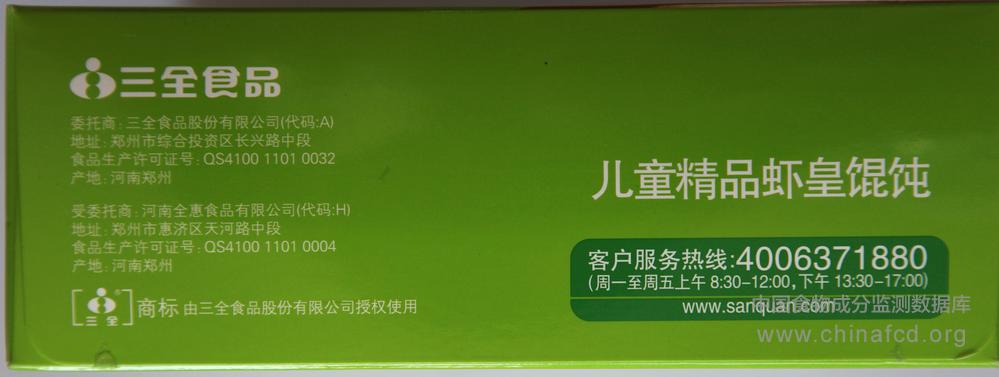 三全食品
委托商:三全食品股份有限公司(代码:A)
地址:郑州市综合投资区长兴路中段
食品生产许可证号:QS4100 1101 0032
产地:河南郑州
受委托商:河南全惠食品有限公司(代码:H)
地址:郑州市惠济区天河路中段
食品生产许可证号:QS4100 1101 0004
产地:河南郑州
三全® 商标 由三全食品股份有限公司授权使用
儿童精品虾皇馄饨
客户服务热线:4006371880
(周一至周五上午8:30-12:00,下午13:30-17:00)
www.sanquan.com
中国食物成分监测数据库
www.chinafcd.org